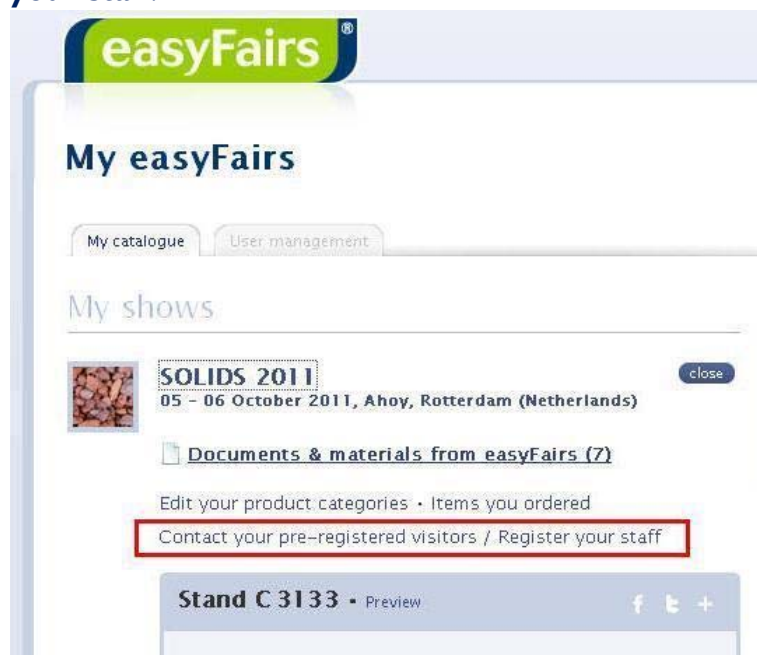 easyFairs®
My easyFairs
My catalogue User management
My shows
SOLIDS 2011 close
05 - 06 October 2011, Ahoy, Rotterdam (Netherlands)
Documents & materials from easyFairs (7)
Edit your product categories • Items you ordered
Contact your pre-registered visitors / Register your staff
Stand C 3133 • Preview f t +